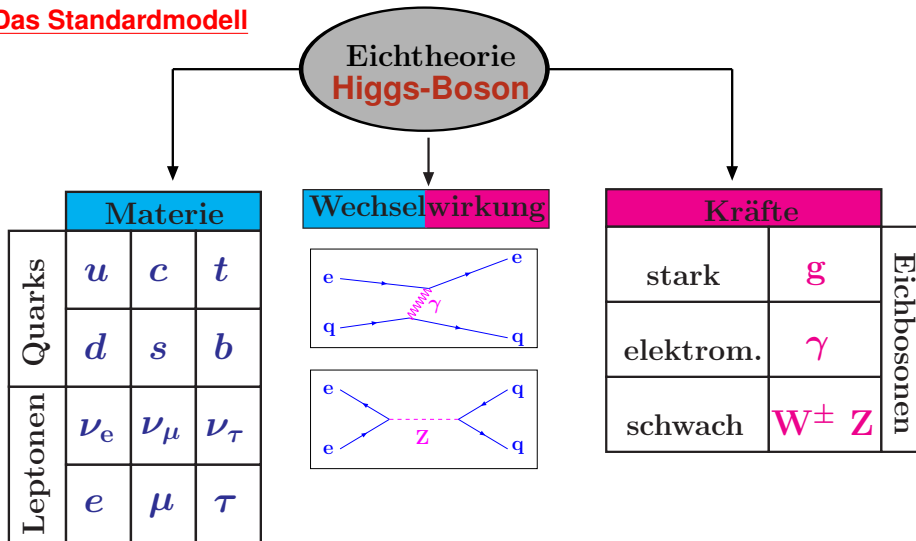 Das Standardmodell
Eichtheorie
Higgs-Boson
Materie
Quarks
u c t
d s b
Leptonen
νe νμ ντ
e μ τ
Wechselwirkung
e e
γ
q q
e q
Z
e q
Kräfte
stark g
elektrom. γ
schwach W± Z
Eichbosonen